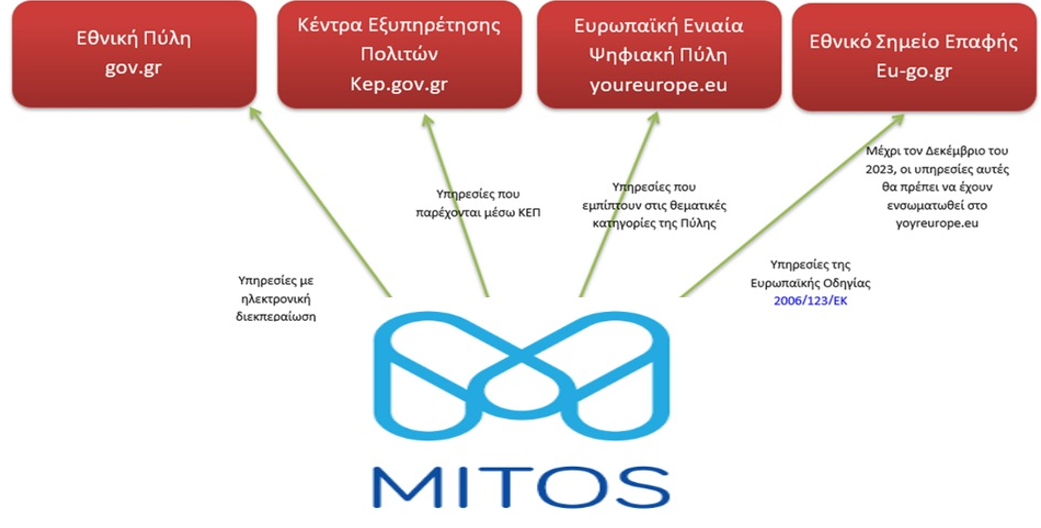 Εθνική Πύλη
gov.gr
Κέντρα Εξυπηρέτησης
Πολιτών
Kep.gov.gr
Ευρωπαϊκή Ενιαία
Ψηφιακή Πύλη
youreurope.eu
Εθνικό Σημείο Επαφής
Eu-go.gr
Μέχρι τον Δεκέμβριο του
2023, οι υπηρεσίες αυτές
θα πρέπει να έχουν
ενσωματωθεί στο
yoyreurope.eu
Υπηρεσίες που
παρέχονται μέσω ΚΕΠ
Υπηρεσίες που
εμπίπτουν στις θεματικές
κατηγορίες της Πύλης
Υπηρεσίες με
ηλεκτρονική
διεκπεραίωση
Υπηρεσίες της
Ευρωπαϊκής Οδηγίας
2006/123/ΕΚ
MITOS